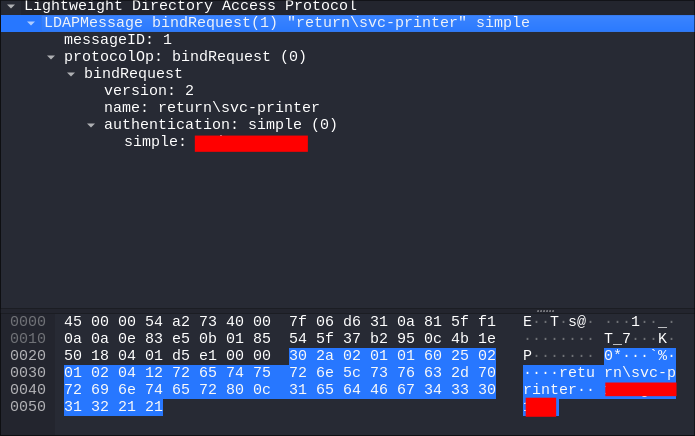 Lightweight Directory Access Protocol
LDAPMessage bindRequest(1) "return\svc-printer" simple
messageID: 1
protocolOp: bindRequest (0)
bindRequest
version: 2
name: return\svc-printer
authentication: simple (0)
simple:
0000 45 00 00 54 a2 73 40 00 7f 06 d6 31 0a 81 5f f1 E··T·s@· ···1··_·
0010 0a 0a 0e 83 e5 0b 01 85 54 5f 37 b2 95 0c 4b 1e ········ T_7···K·
0020 50 18 04 01 d5 e1 00 00 30 2a 02 01 01 60 25 02 P······· 0*···`%·
0030 01 02 04 12 72 65 74 75 72 6e 5c 73 76 63 2d 70 ····retu rn\svc-p
0040 72 69 6e 74 65 72 80 0c 31 65 64 46 67 34 33 30 rinter··
0050 31 32 21 21